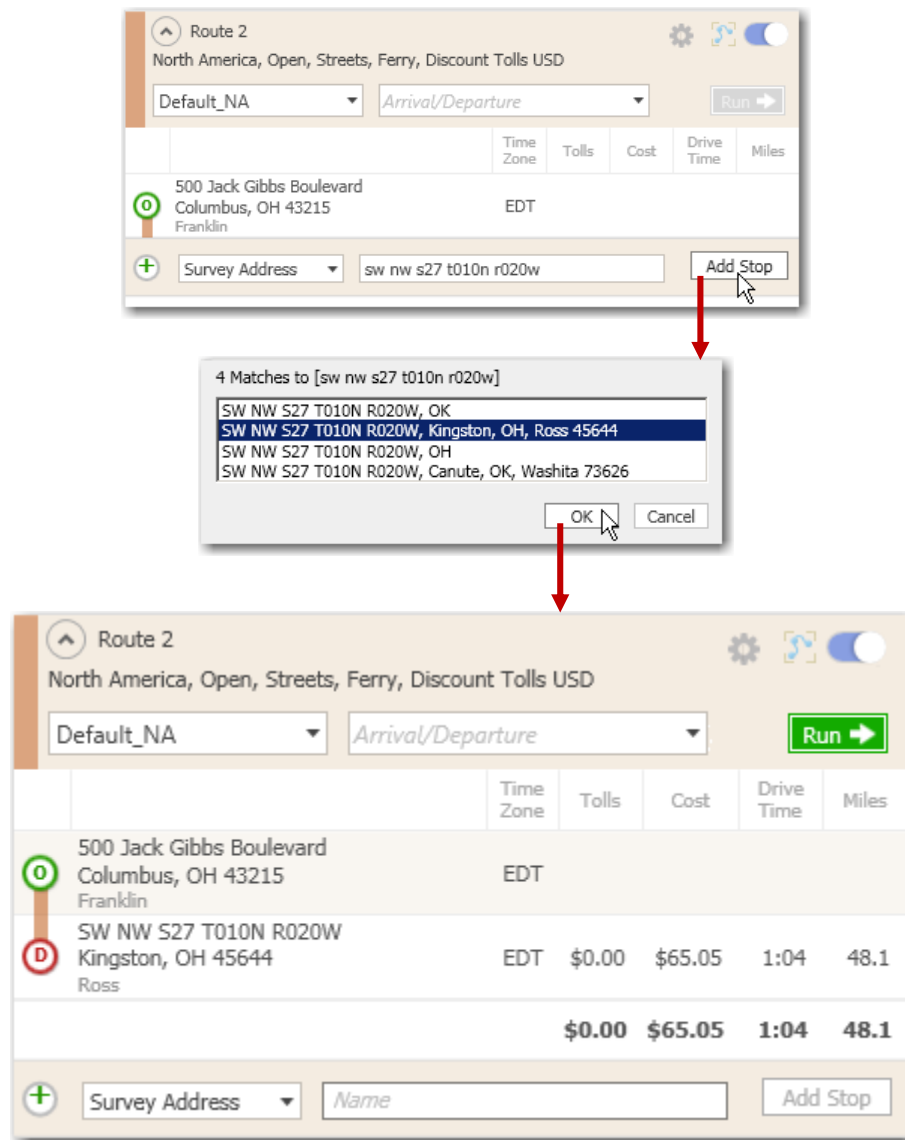 Route 2
North America, Open, Streets, Ferry, Discount Tolls USD
Default_NA Arrival/Departure Run
Time Zone Tolls Cost Drive Time Miles
500 Jack Gibbs Boulevard
Columbus, OH 43215 EDT
Franklin
Survey Address sw nw s27 t010n r020w Add Stop
4 Matches to [sw nw s27 t010n r020w]
SW NW S27 T010N R020W, OK
SW NW S27 T010N R020W, Kingston, OH, Ross 45644
SW NW S27 T010N R020W, OH
SW NW S27 T010N R020W, Canute, OK, Washita 73626
OK Cancel
Route 2
North America, Open, Streets, Ferry, Discount Tolls USD
Default_NA Arrival/Departure Run
Time Zone Tolls Cost Drive Time Miles
O
500 Jack Gibbs Boulevard
Columbus, OH 43215 EDT
Franklin
D
SW NW S27 T010N R020W
Kingston, OH 45644 EDT $0.00 $65.05 1:04 48.1
Ross
$0.00 $65.05 1:04 48.1
Survey Address Name Add Stop